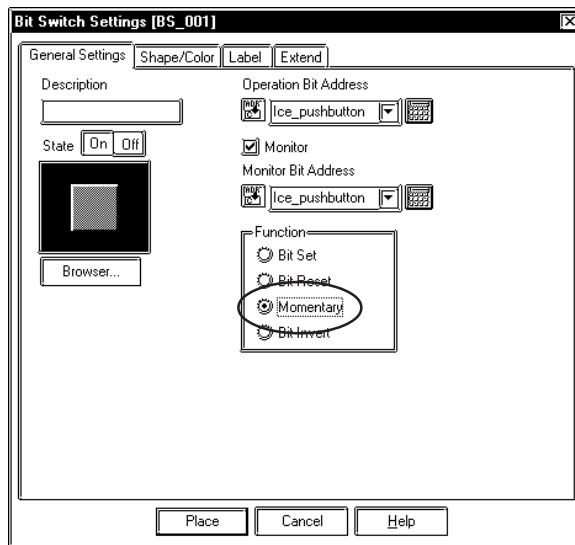 Bit Switch Settings [BS_001]
General Settings Shape/Color Label Extend
Description
Operation Bit Address
Ice_pushbutton
State On Off
Monitor
Monitor Bit Address
Ice_pushbutton
Browser...
Function
Bit Set
Bit Reset
Momentary
Bit Invert
Place Cancel Help